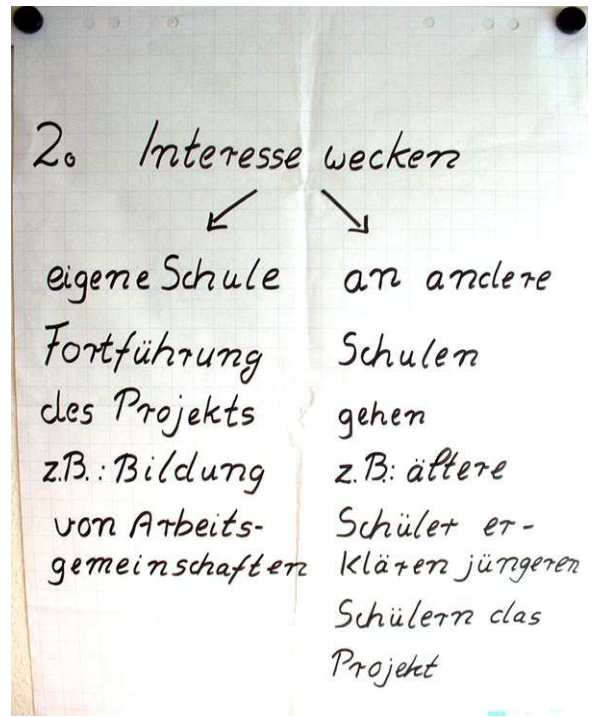 2. Interesse wecken
eigene Schule
Fortführung
des Projekts
z.B.: Bildung
von Arbeits-
gemeinschaften
an andere
Schulen
gehen
z.B.: ältere
Schüler er-
klären jüngeren
Schülern das
Projekt